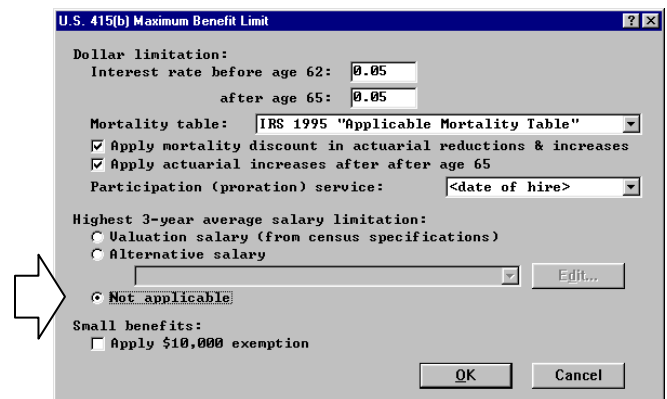 U.S. 415(b) Maximum Benefit Limit
Dollar limitation:
Interest rate before age 62: 0.05
after age 65: 0.05
Mortality table: IRS 1995 "Applicable Mortality Table"
Apply mortality discount in actuarial reductions & increases
Apply actuarial increases after after age 65
Participation (proration) service: <date of hire>
Highest 3-year average salary limitation:
Valuation salary (from census specifications)
Alternative salary
Edit...
Not applicable
Small benefits:
Apply $10,000 exemption
OK Cancel